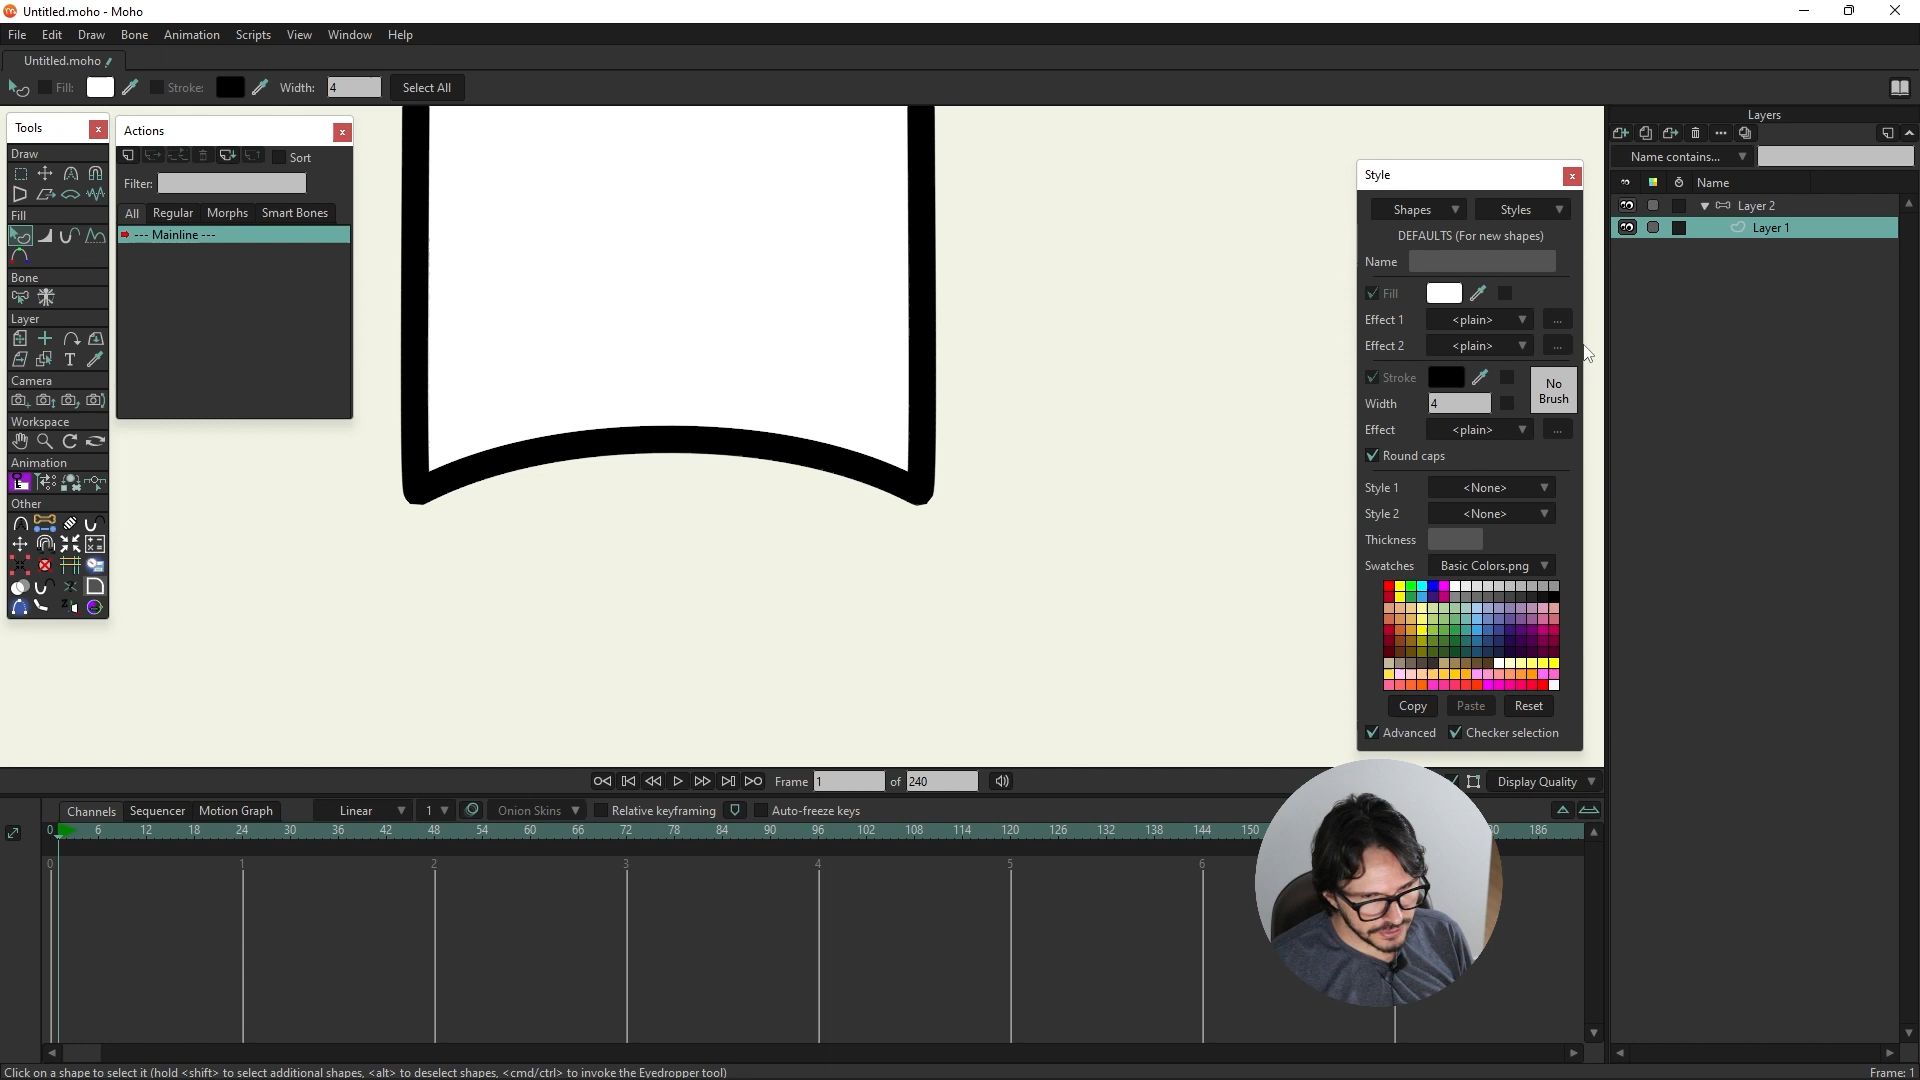 Untitled.moho - Moho
File Edit Draw Bone Animation Scripts View Window Help
Untitled.moho
Fill: Stroke: Width: 4 Select All
Tools
Draw
Fill
Bone
Layer
Camera
Workspace
Animation
Other
Actions
Sort
Filter:
All Regular Morphs Smart Bones
--- Mainline ---
Style
Shapes Styles
DEFAULTS (For new shapes)
Name
Fill
Effect 1 <plain> ...
Effect 2 <plain> ...
Stroke
No Brush
Width 4
Effect <plain> ...
Round caps
Style 1 <None>
Style 2 <None>
Thickness
Swatches Basic Colors.png
Copy Paste Reset
Advanced Checker selection
Layers
Name contains...
Name
Layer 2
Layer 1
Frame 1 of 240
Display Quality
Channels Sequencer Motion Graph Linear 1 Onion Skins Relative keyframing Auto-freeze keys
0 6 12 18 24 30 36 42 48 54 60 66 72 78 84 90 96 102 108 114 120 126 132 138 144 150 186
0 1 2 3 4 5 6
Click on a shape to select it (hold <shift> to select additional shapes, <alt> to deselect shapes, <cmd/ctrl> to invoke the Eyedropper tool)
Frame: 1